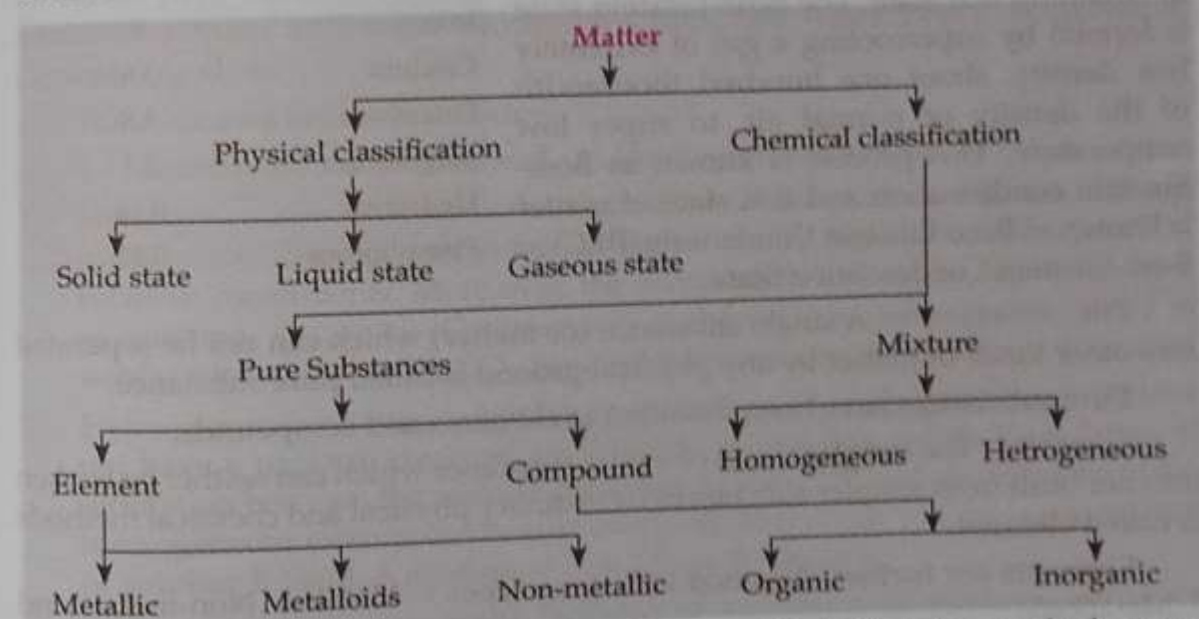 Matter
Physical classification
Chemical classification
Solid state
Liquid state
Gaseous state
Pure Substances
Mixture
Element
Compound
Homogeneous
Hetrogeneous
Metallic
Metalloids
Non-metallic
Organic
Inorganic